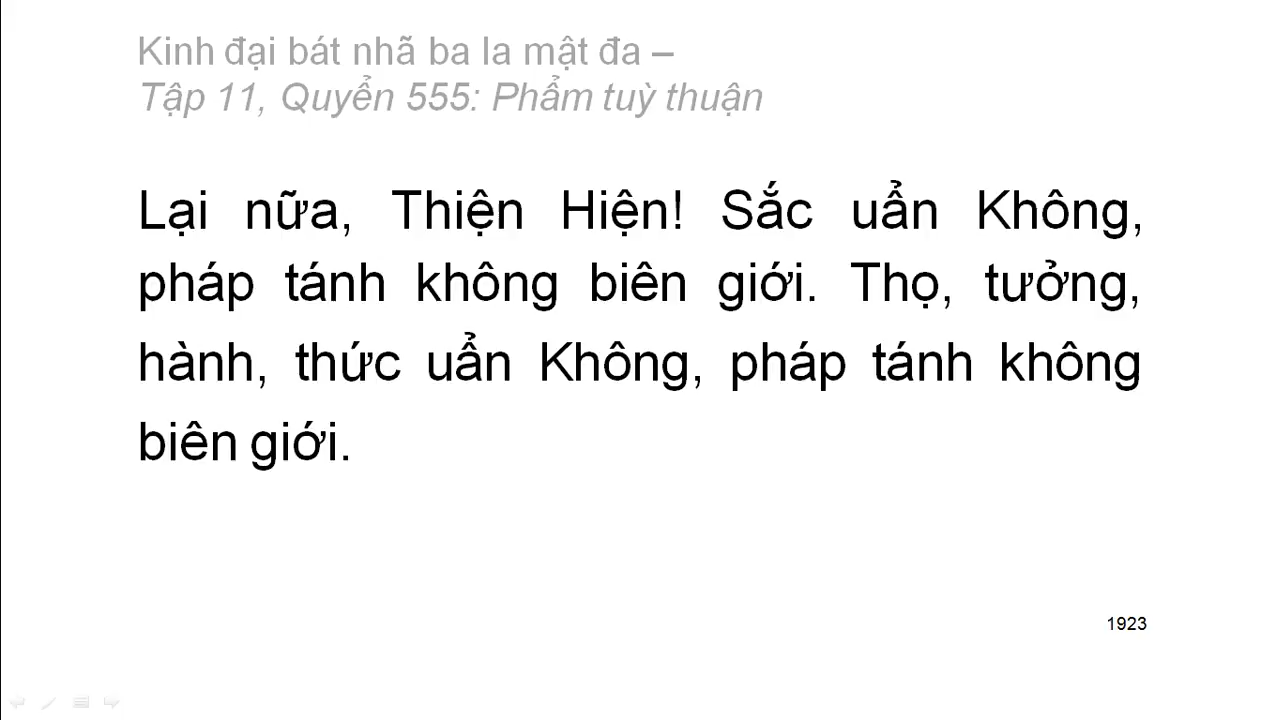 Kinh đại bát nhã ba la mật đa –
Tập 11, Quyển 555: Phẩm tuỳ thuận
Lại nữa, Thiện Hiện! Sắc uẩn Không,
pháp tánh không biên giới. Thọ, tưởng,
hành, thức uẩn Không, pháp tánh không
biên giới.
1923